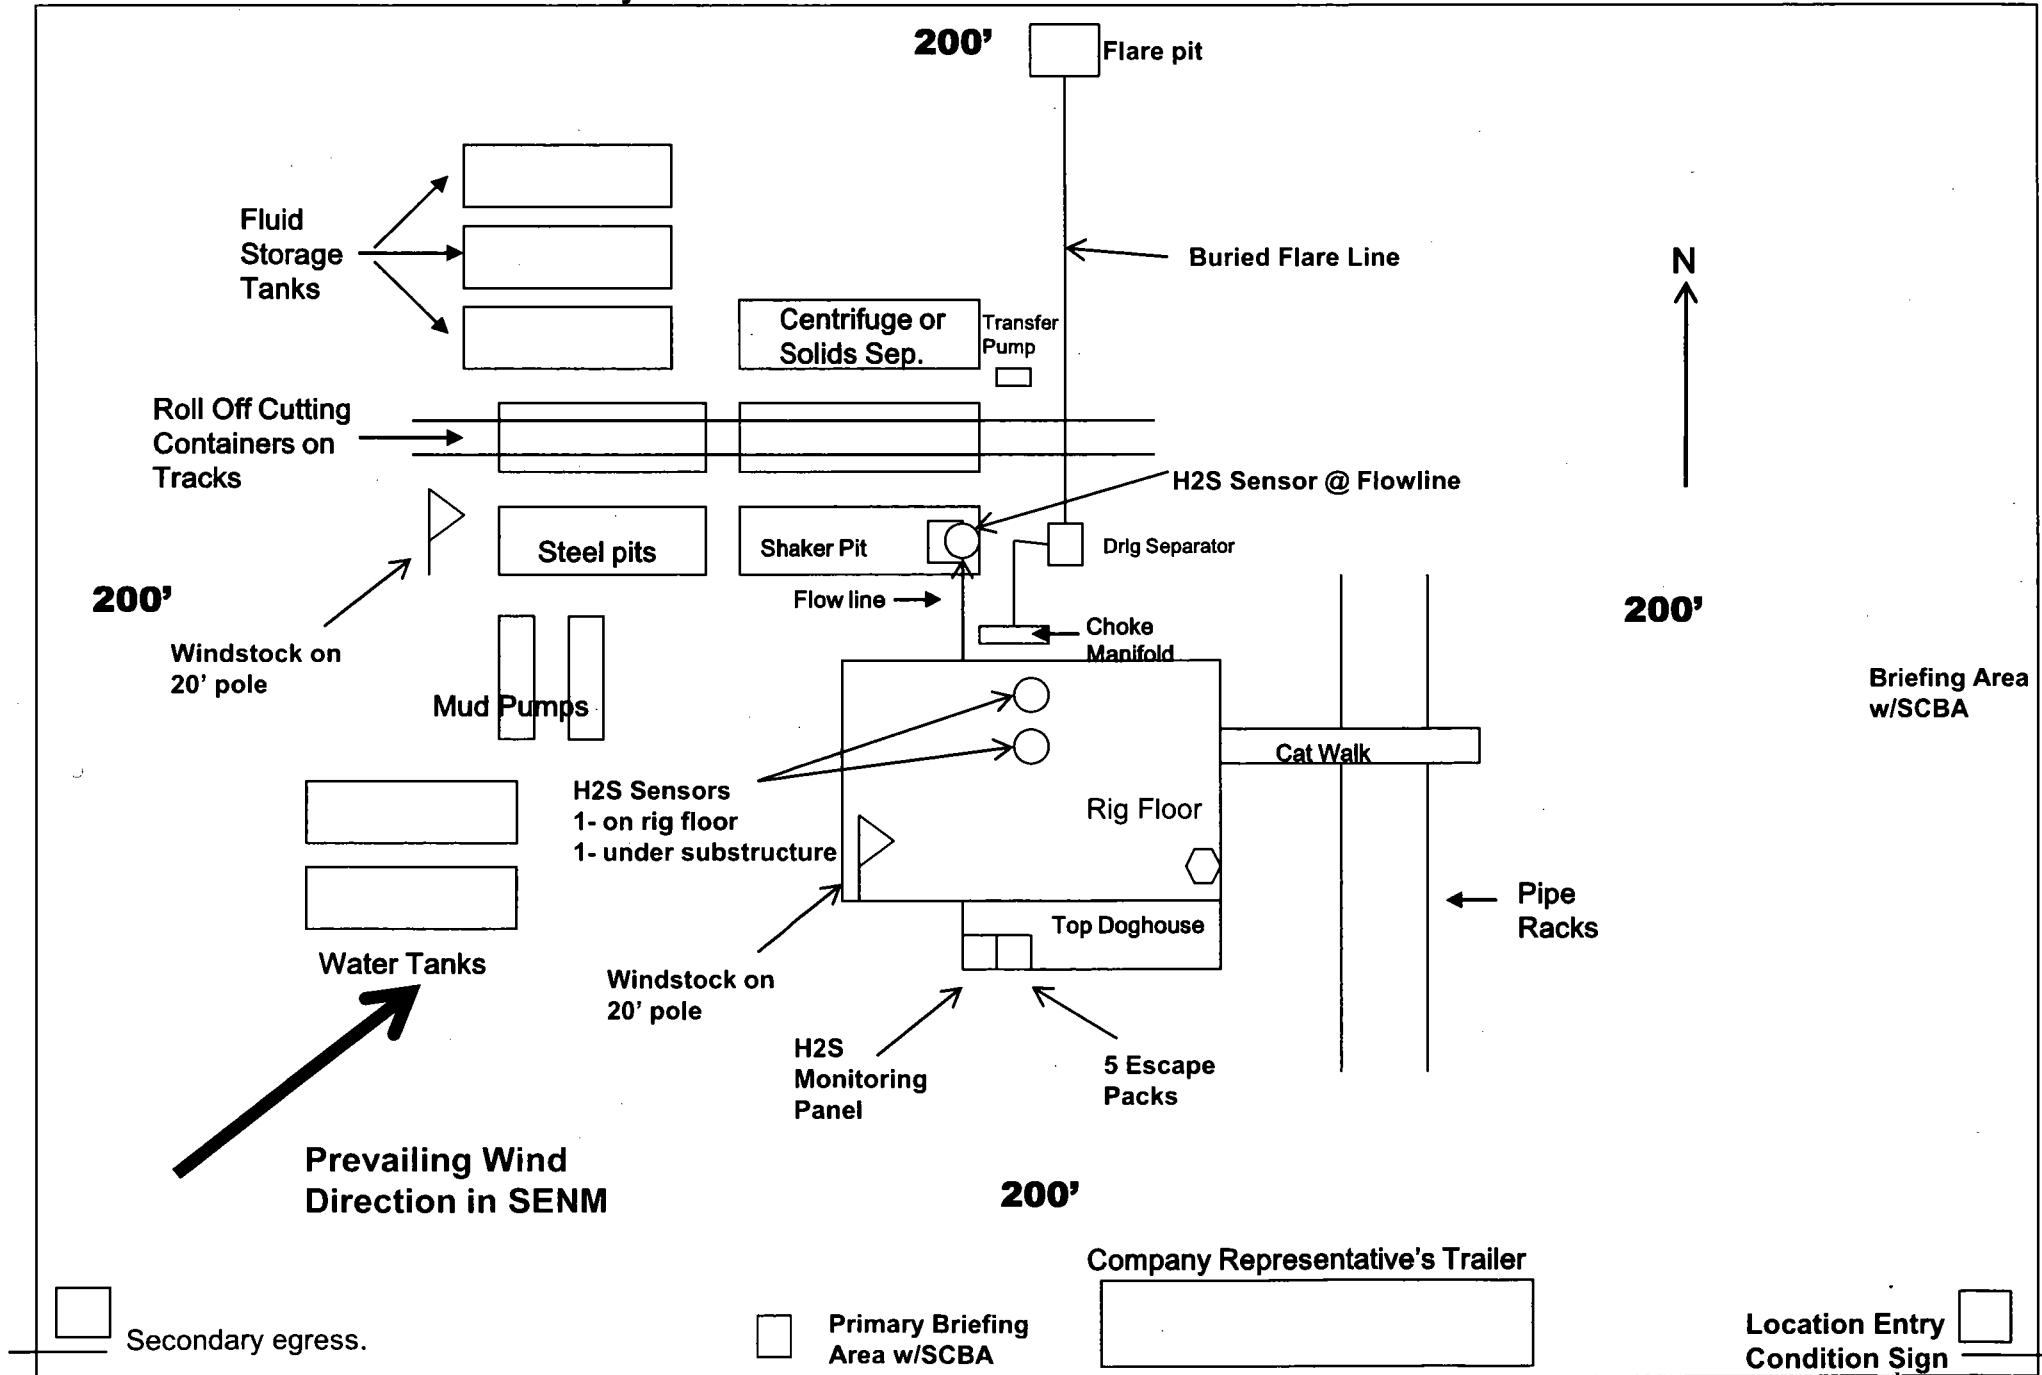 200’
Flare pit
Fluid
Storage
Tanks
Buried Flare Line
N
Centrifuge or
Solids Sep.
Transfer
Pump
Roll Off Cutting
Containers on
Tracks
H2S Sensor @ Flowline
Steel pits
Shaker Pit
Drlg Separator
200’
Flow line
200’
Choke
Manifold
Windstock on
20’ pole
Briefing Area
w/SCBA
Mud Pumps
Cat Walk
H2S Sensors
1- on rig floor
1- under substructure
Rig Floor
Pipe
Racks
Top Doghouse
Water Tanks
Windstock on
20’ pole
H2S
Monitoring
Panel
5 Escape
Packs
Prevailing Wind
Direction in SENM
200’
Company Representative’s Trailer
Secondary egress.
Primary Briefing
Area w/SCBA
Location Entry
Condition Sign